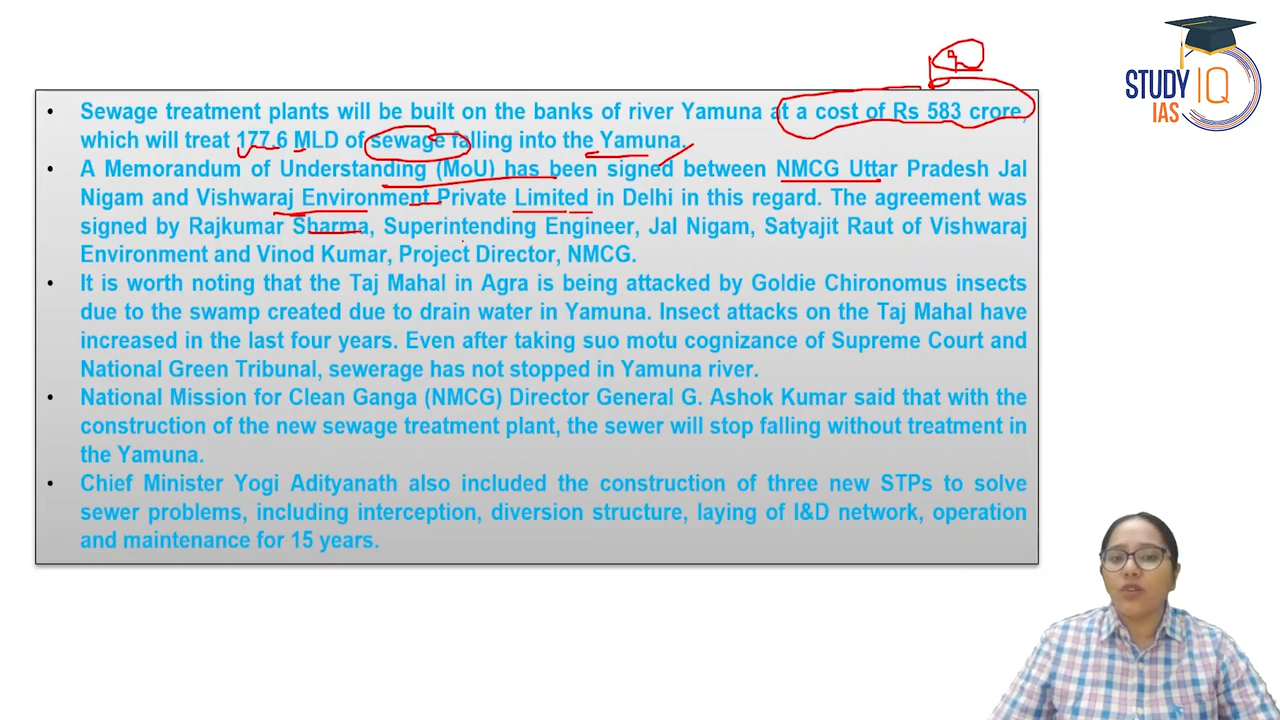 STUDY IQ
IAS
• Sewage treatment plants will be built on the banks of river Yamuna at a cost of Rs 583 crore,
which will treat 177.6 MLD of sewage falling into the Yamuna.
• A Memorandum of Understanding (MoU) has been signed between NMCG Uttar Pradesh Jal
Nigam and Vishwaraj Environment Private Limited in Delhi in this regard. The agreement was
signed by Rajkumar Sharma, Superintending Engineer, Jal Nigam, Satyajit Raut of Vishwaraj
Environment and Vinod Kumar, Project Director, NMCG.
• It is worth noting that the Taj Mahal in Agra is being attacked by Goldie Chironomus insects
due to the swamp created due to drain water in Yamuna. Insect attacks on the Taj Mahal have
increased in the last four years. Even after taking suo motu cognizance of Supreme Court and
National Green Tribunal, sewerage has not stopped in Yamuna river.
• National Mission for Clean Ganga (NMCG) Director General G. Ashok Kumar said that with the
construction of the new sewage treatment plant, the sewer will stop falling without treatment in
the Yamuna.
• Chief Minister Yogi Adityanath also included the construction of three new STPs to solve
sewer problems, including interception, diversion structure, laying of I&D network, operation
and maintenance for 15 years.